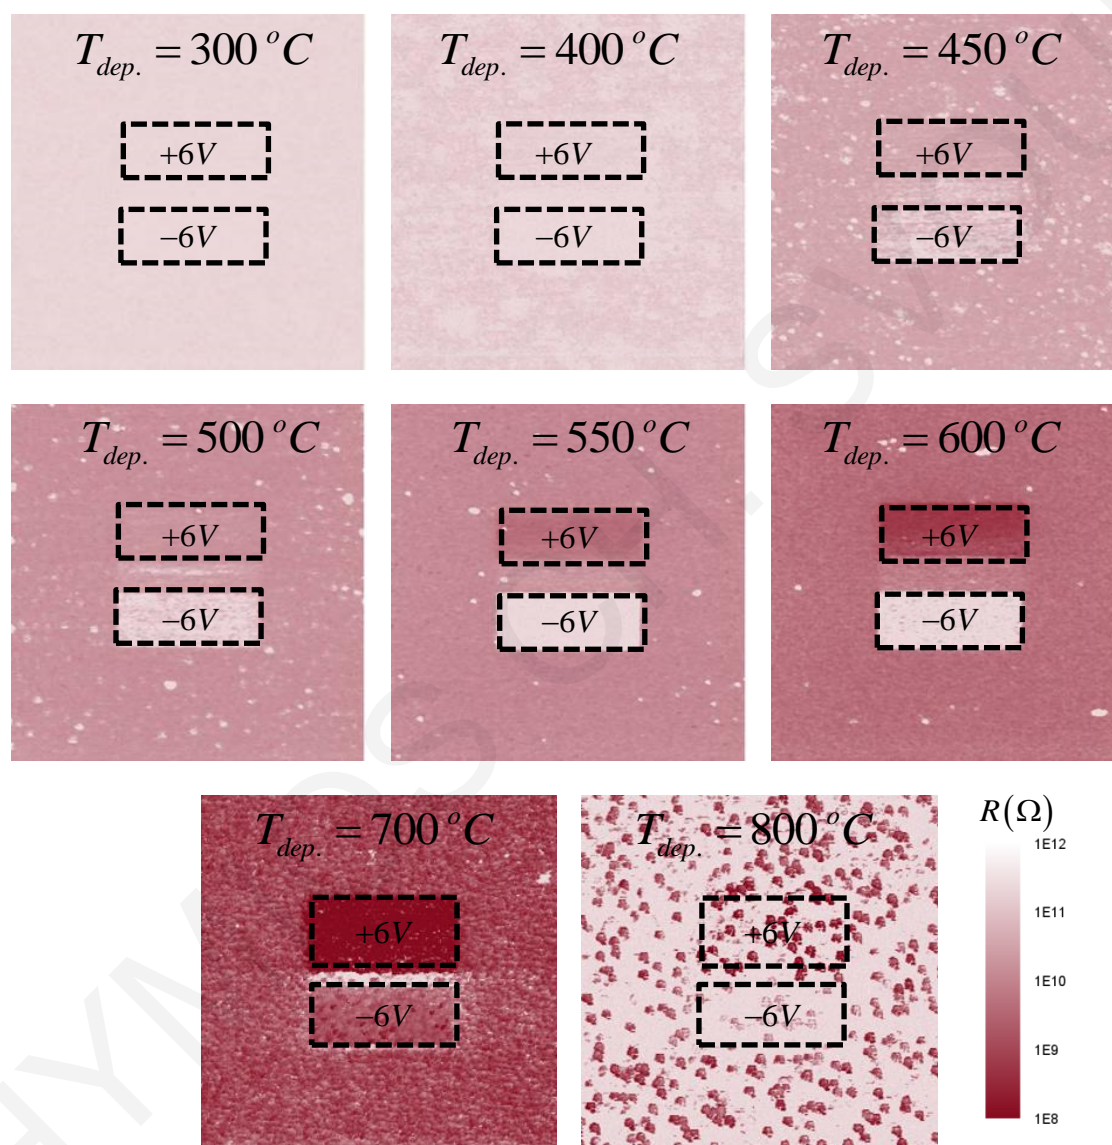 T_dep. = 300 °C
+6V
−6V
T_dep. = 400 °C
+6V
−6V
T_dep. = 450 °C
+6V
−6V
T_dep. = 500 °C
+6V
−6V
T_dep. = 550 °C
+6V
−6V
T_dep. = 600 °C
+6V
−6V
T_dep. = 700 °C
+6V
−6V
T_dep. = 800 °C
+6V
−6V
R(Ω)
1E12
1E11
1E10
1E9
1E8